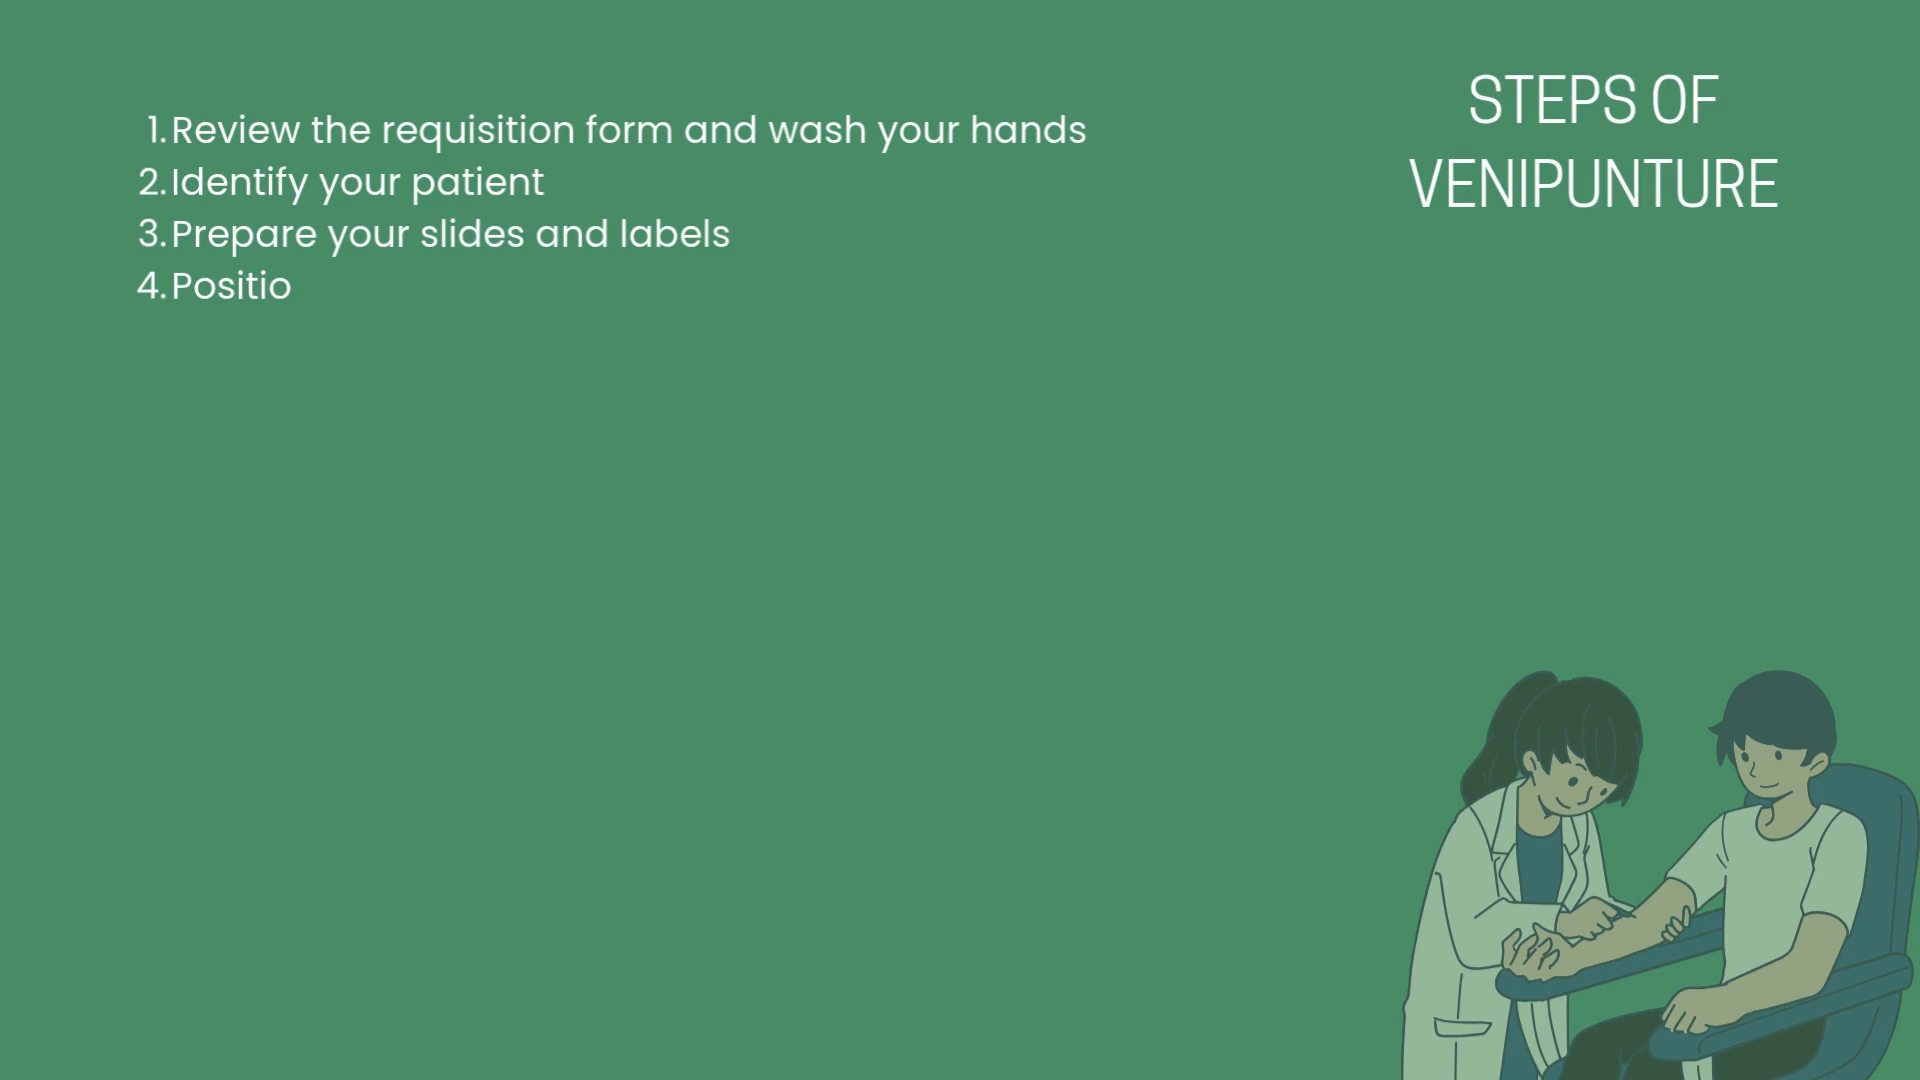 STEPS OF
VENIPUNTURE
1. Review the requisition form and wash your hands
2. Identify your patient
3. Prepare your slides and labels
4. Positio